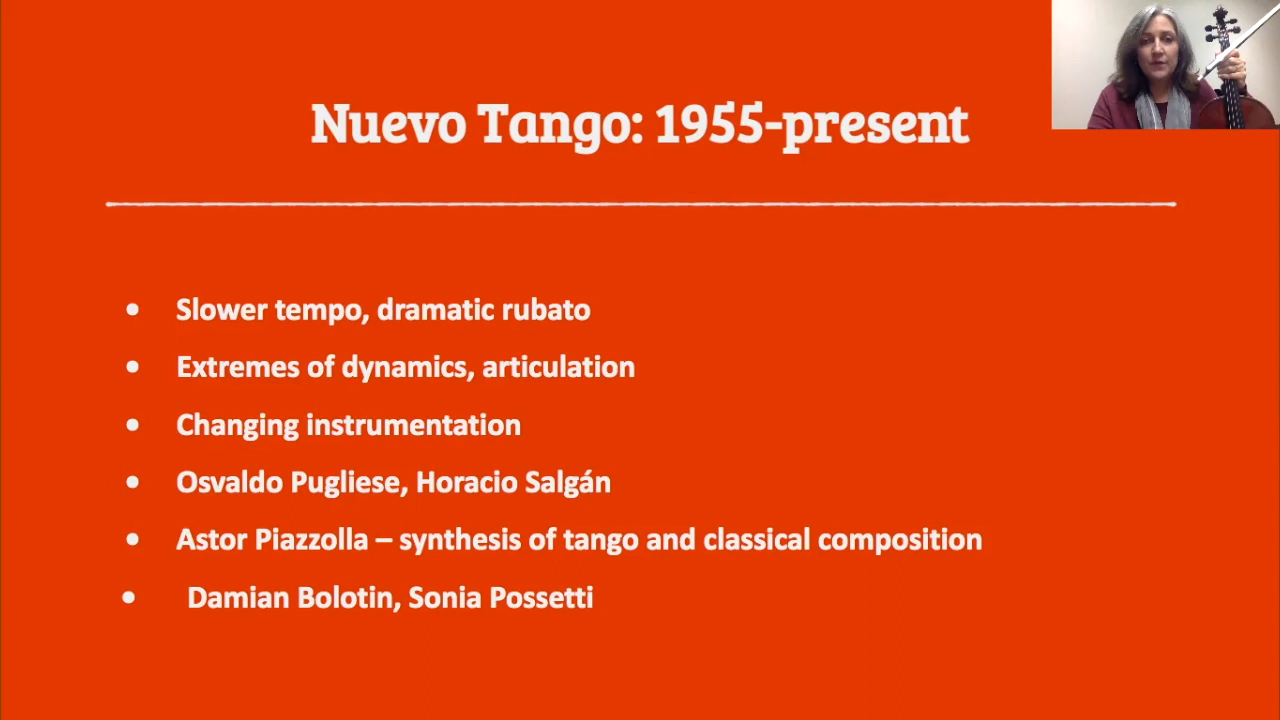 Nuevo Tango: 1955-present
• Slower tempo, dramatic rubato
• Extremes of dynamics, articulation
• Changing instrumentation
• Osvaldo Pugliese, Horacio Salgán
• Astor Piazzolla – synthesis of tango and classical composition
• Damian Bolotin, Sonia Possetti